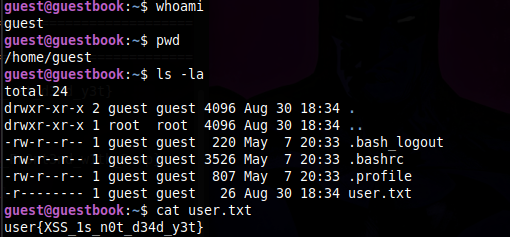 guest@guestbook:~$ whoami
guest
guest@guestbook:~$ pwd
/home/guest
guest@guestbook:~$ ls -la
total 24
drwxr-xr-x 2 guest guest 4096 Aug 30 18:34 .
drwxr-xr-x 1 root  root  4096 Aug 30 18:34 ..
-rw-r--r-- 1 guest guest  220 May  7 20:33 .bash_logout
-rw-r--r-- 1 guest guest 3526 May  7 20:33 .bashrc
-rw-r--r-- 1 guest guest  807 May  7 20:33 .profile
-r-------- 1 guest guest   26 Aug 30 18:34 user.txt
guest@guestbook:~$ cat user.txt
user{XSS_1s_n0t_d34d_y3t}